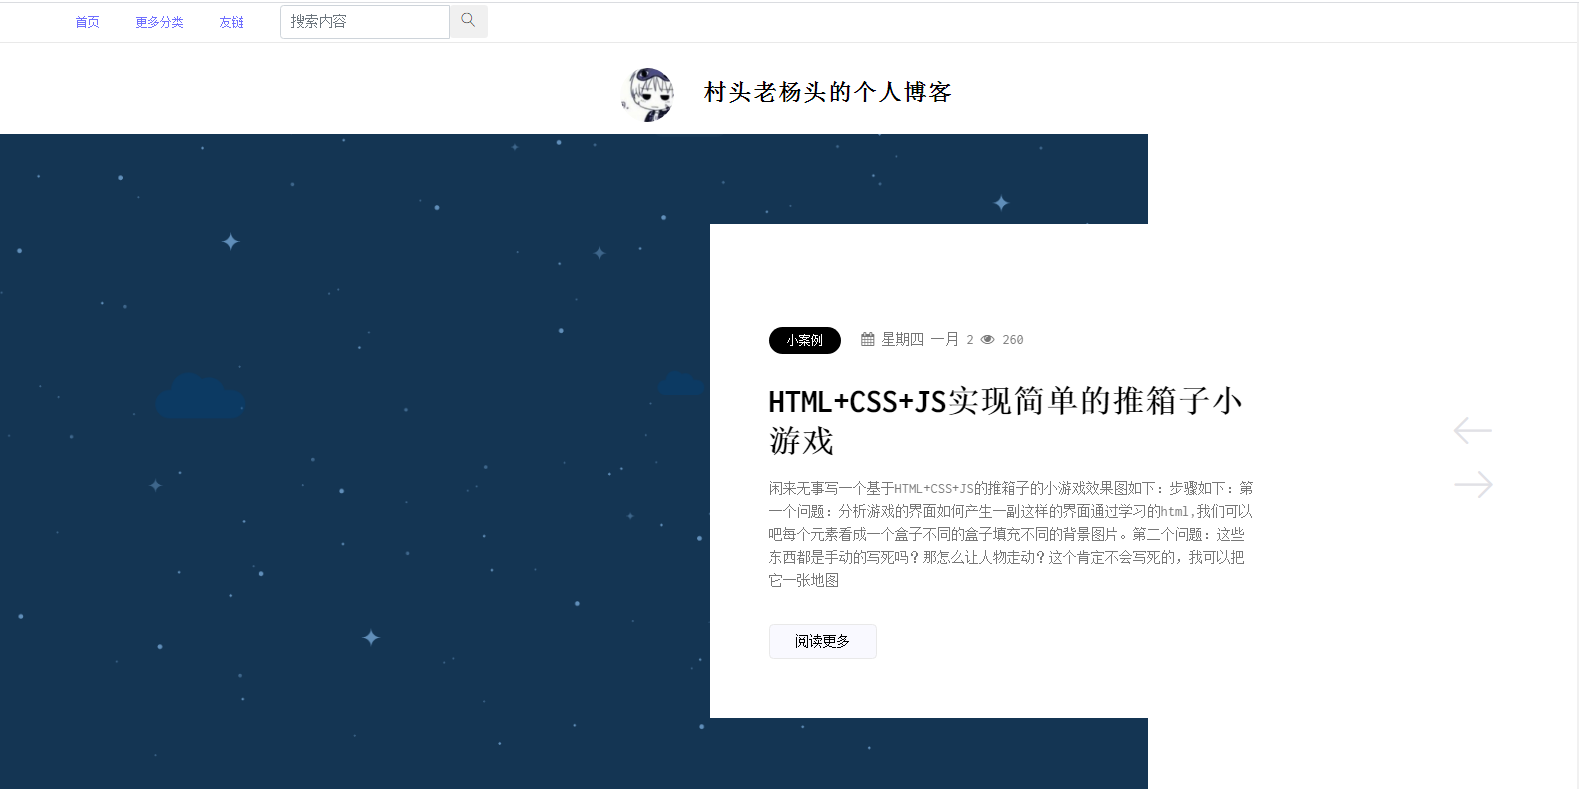 首页 更多分类 友链 搜索内容
村头老杨头的个人博客
小案例 星期四 一月 2 260
HTML+CSS+JS实现简单的推箱子小
游戏
闲来无事写一个基于HTML+CSS+JS的推箱子的小游戏效果图如下：步骤如下：第
一个问题：分析游戏的界面如何产生一副这样的界面通过学习的html,我们可以
吧每个元素看成一个盒子不同的盒子填充不同的背景图片。第二个问题：这些
东西都是手动的写死吗？那怎么让人物走动？这个肯定不会写死的，我可以把
它一张地图
阅读更多